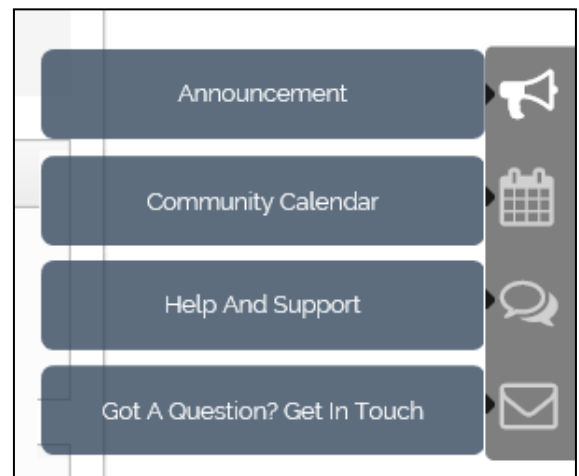 Announcement
Community Calendar
Help And Support
Got A Question? Get In Touch